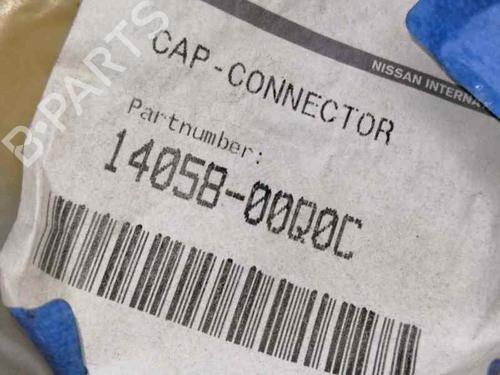 CAP-CONNECTOR
NISSAN INTERNA
Partnumber:
14058-00Q0C
B-PARTS